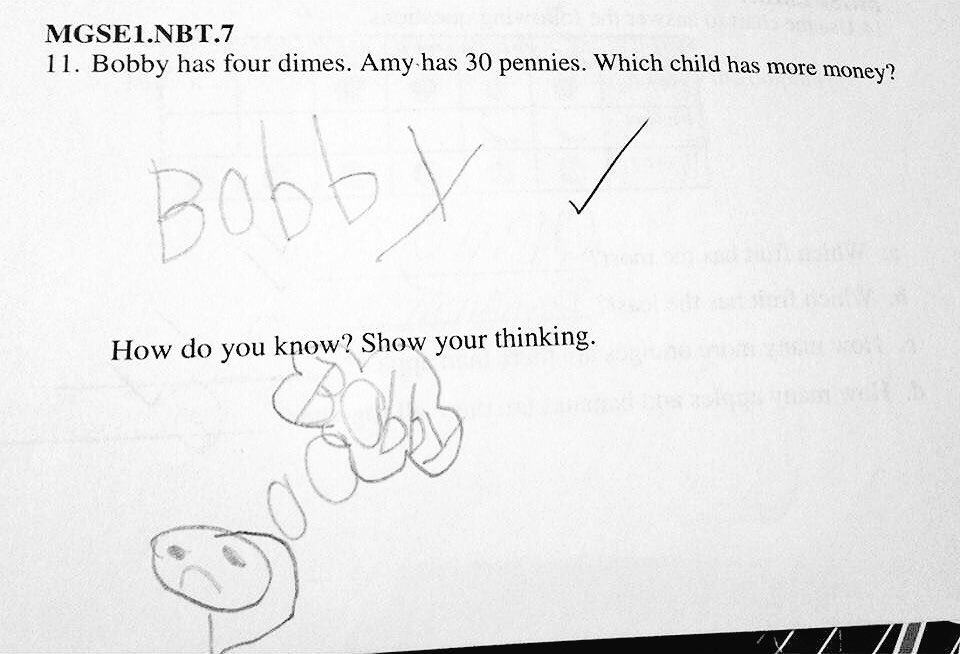 MGSE1.NBT.7
11. Bobby has four dimes. Amy has 30 pennies. Which child has more money?
Bobby
How do you know? Show your thinking.
Bobby